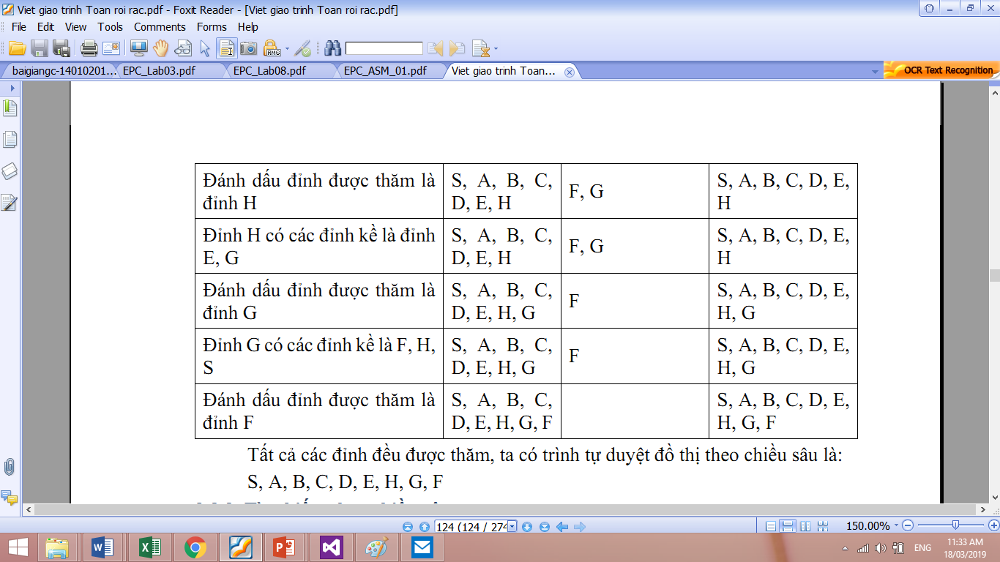 Viet giao trinh Toan roi rac.pdf - Foxit Reader - [Viet giao trinh Toan roi rac.pdf]
File Edit View Tools Comments Forms Help
RMS
baigiangc-14010201... EPC_Lab03.pdf EPC_Lab08.pdf EPC_ASM_01.pdf Viet giao trinh Toan... OCR Text Recognition
Đánh dấu đỉnh được thăm là
đỉnh H
S, A, B, C,
D, E, H
F, G
S, A, B, C, D, E,
H
Đỉnh H có các đỉnh kề là đỉnh
E, G
S, A, B, C,
D, E, H
F, G
S, A, B, C, D, E,
H
Đánh dấu đỉnh được thăm là
đỉnh G
S, A, B, C,
D, E, H, G
F
S, A, B, C, D, E,
H, G
Đỉnh G có các đỉnh kề là F, H,
S
S, A, B, C,
D, E, H, G
F
S, A, B, C, D, E,
H, G
Đánh dấu đỉnh được thăm là
đỉnh F
S, A, B, C,
D, E, H, G, F
S, A, B, C, D, E,
H, G, F
Tất cả các đỉnh đều được thăm, ta có trình tự duyệt đồ thị theo chiều sâu là:
S, A, B, C, D, E, H, G, F
124 (124 / 274 150.00%
ENG 11:33 AM
18/03/2019